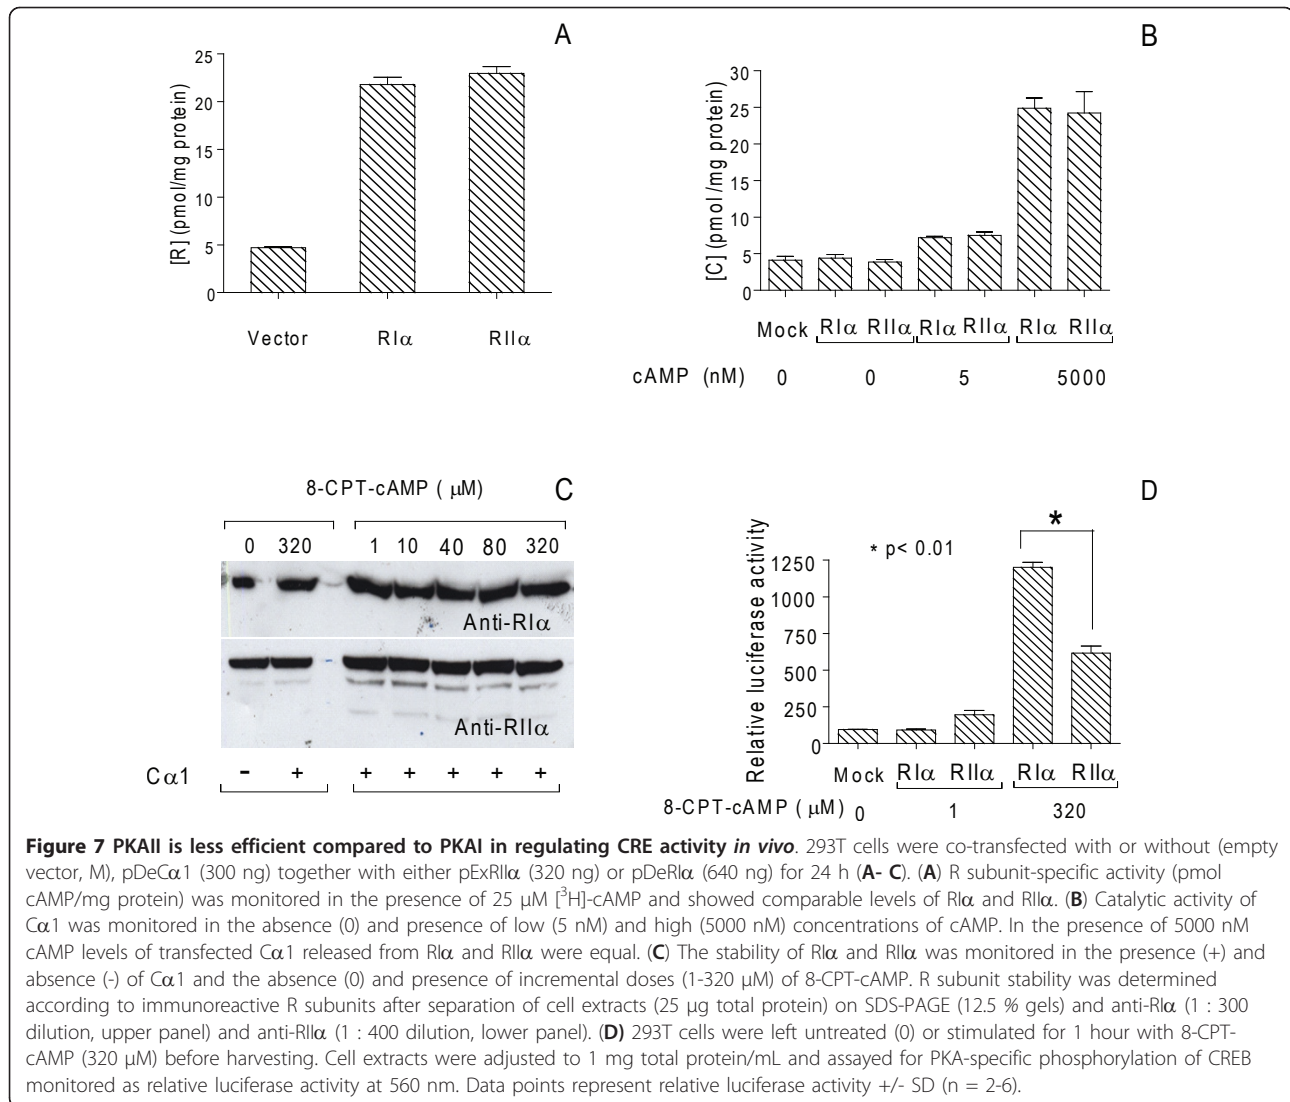 A
25
20
15
10
5
0
[R] (pmol/mg protein)
Vector RIα RIIα
B
30
25
20
15
10
5
0
[C] (pmol/mg protein)
Mock RIα RIIα RIα RIIα RIα RIIα
cAMP (nM) 0 0 5 5000
8-CPT-cAMP ( μM) C
0 320 1 10 40 80 320
Anti-RIα
Anti-RIIα
Cα1 - + + + + + +
D
*
* p< 0.01
1250
1000
750
500
250
0
Relative luciferase activity
Mock RIα RIIα RIα RIIα
8-CPT-cAMP ( μM) 0 1 320
Figure 7 PKAII is less efficient compared to PKAI in regulating CRE activity in vivo. 293T cells were co-transfected with or without (empty
vector, M), pDeCα1 (300 ng) together with either pExRIIα (320 ng) or pDeRIα (640 ng) for 24 h (A- C). (A) R subunit-specific activity (pmol
cAMP/mg protein) was monitored in the presence of 25 μM [³H]-cAMP and showed comparable levels of RIα and RIIα. (B) Catalytic activity of
Cα1 was monitored in the absence (0) and presence of low (5 nM) and high (5000 nM) concentrations of cAMP. In the presence of 5000 nM
cAMP levels of transfected Cα1 released from RIα and RIIα were equal. (C) The stability of RIα and RIIα was monitored in the presence (+) and
absence (-) of Cα1 and the absence (0) and presence of incremental doses (1-320 μM) of 8-CPT-cAMP. R subunit stability was determined
according to immunoreactive R subunits after separation of cell extracts (25 μg total protein) on SDS-PAGE (12.5 % gels) and anti-RIα (1 : 300
dilution, upper panel) and anti-RIIα (1 : 400 dilution, lower panel). (D) 293T cells were left untreated (0) or stimulated for 1 hour with 8-CPT-
cAMP (320 μM) before harvesting. Cell extracts were adjusted to 1 mg total protein/mL and assayed for PKA-specific phosphorylation of CREB
monitored as relative luciferase activity at 560 nm. Data points represent relative luciferase activity +/- SD (n = 2-6).